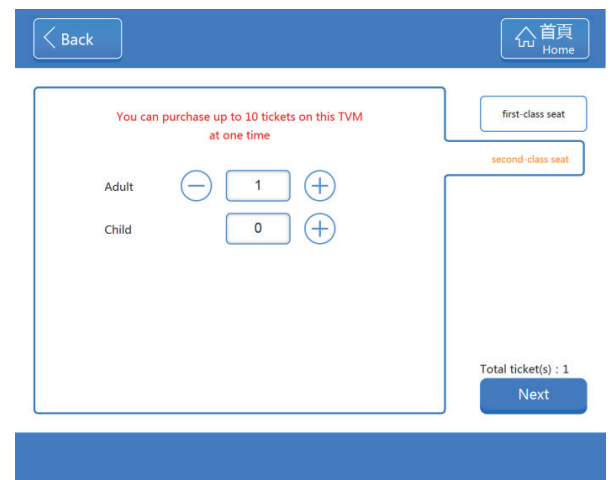 Back
首頁
Home
You can purchase up to 10 tickets on this TVM
at one time
first-class seat
second-class seat
Adult
1
Child
0
Total ticket(s) : 1
Next